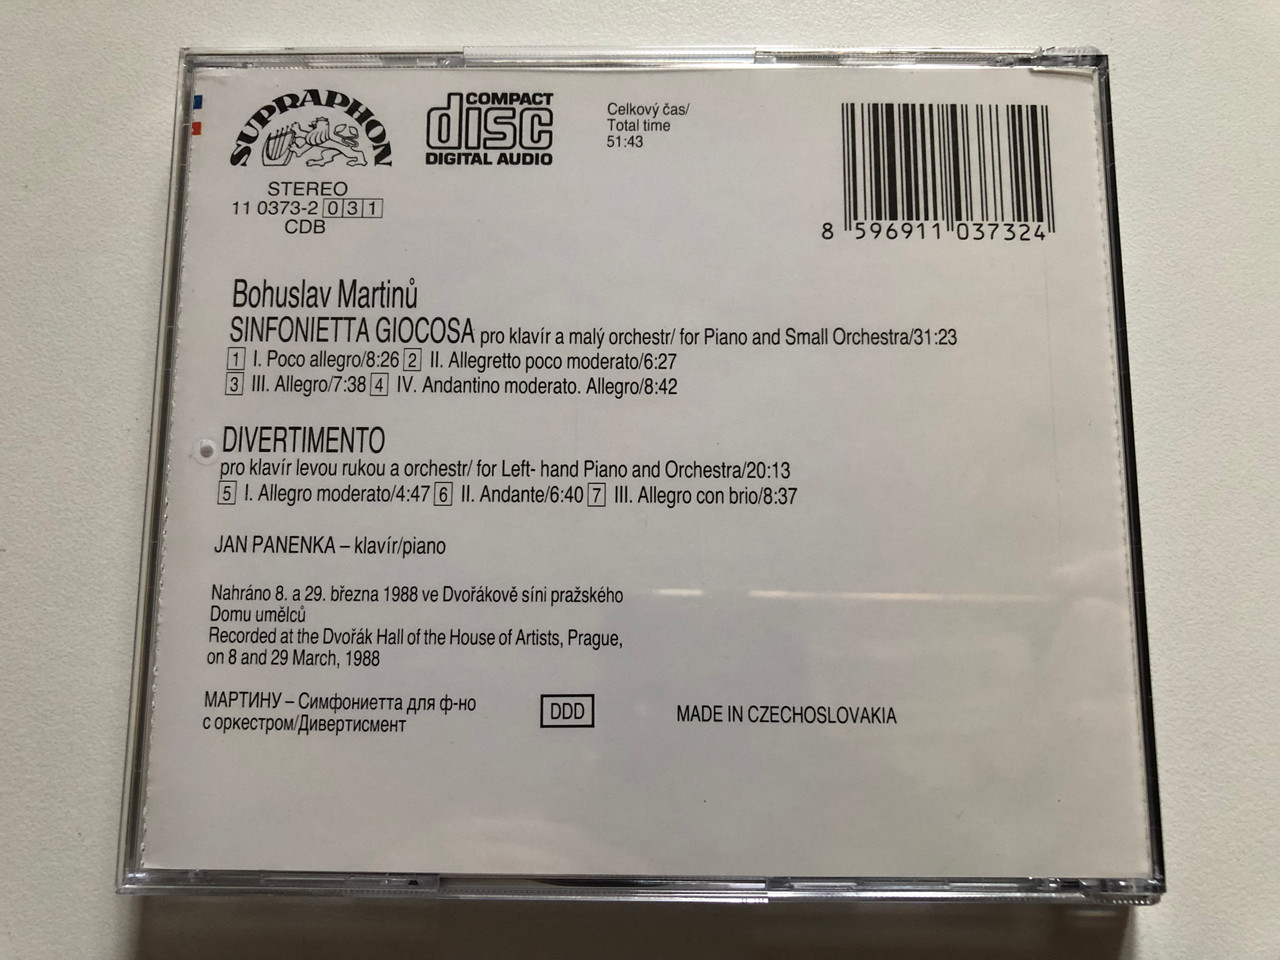 SUPRAPHON
COMPACT
disc
DIGITAL AUDIO
Celkový čas/
Total time
51:43
STEREO
11 0373-2 031
CDB
8 596911 037324
Bohuslav Martinů
SINFONIETTA GIOCOSA pro klavír a malý orchestr/ for Piano and Small Orchestra/31:23
1 I. Poco allegro/8:26 2 II. Allegretto poco moderato/6:27
3 III. Allegro/7:38 4 IV. Andantino moderato. Allegro/8:42
DIVERTIMENTO
pro klavír levou rukou a orchestr/ for Left- hand Piano and Orchestra/20:13
5 I. Allegro moderato/4:47 6 II. Andante/6:40 7 III. Allegro con brio/8:37
JAN PANENKA – klavír/piano
Nahráno 8. a 29. března 1988 ve Dvořákově síni pražského
Domu umělců
Recorded at the Dvořák Hall of the House of Artists, Prague,
on 8 and 29 March, 1988
МАРТИНУ – Симфониетта для ф-но
с оркестром/Дивертисмент
DDD
MADE IN CZECHOSLOVAKIA